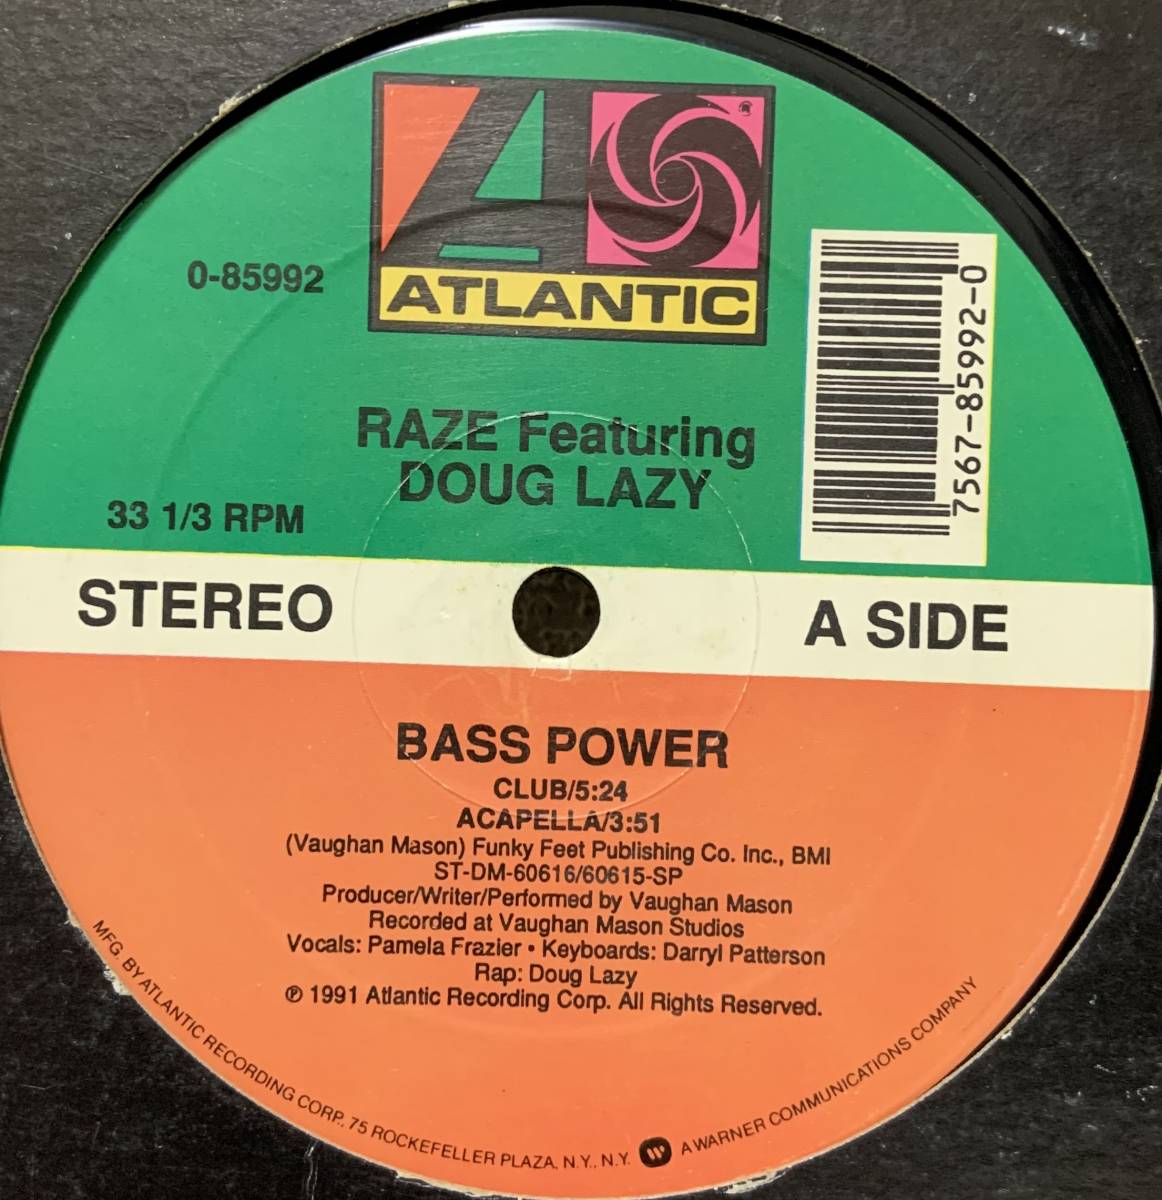 ATLANTIC
0-85992
7567-85992-0
RAZE Featuring
DOUG LAZY
33 1/3 RPM
STEREO
A SIDE
BASS POWER
CLUB/5:24
ACAPELLA/3:51
(Vaughan Mason) Funky Feet Publishing Co. Inc., BMI
ST-DM-60616/60615-SP
Producer/Writer/Performed by Vaughan Mason
Recorded at Vaughan Mason Studios
Vocals: Pamela Frazier • Keyboards: Darryl Patterson
Rap: Doug Lazy
℗ 1991 Atlantic Recording Corp. All Rights Reserved.
MFG. BY ATLANTIC RECORDING CORP., 75 ROCKEFELLER PLAZA, N.Y., N.Y. A WARNER COMMUNICATIONS COMPANY